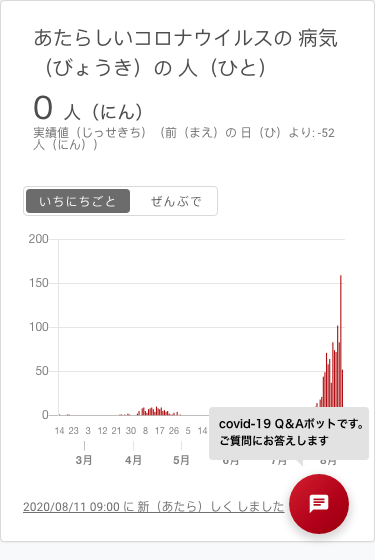 あたらしいコロナウイルスの 病気
（びょうき）の 人（ひと）
0 人（にん）
実績値（じっせきち）（前（まえ）の 日（ひ）より: -52
人（にん））
いちにちごと ぜんぶで
200
150
100
50
0
14 23 3 12 21 30 8 17 26 5 14
3月 4月 5月 6月 7月 8月
covid-19 Q&Aボットです。
ご質問にお答えします
2020/08/11 09:00 に 新（あたら）しく しました